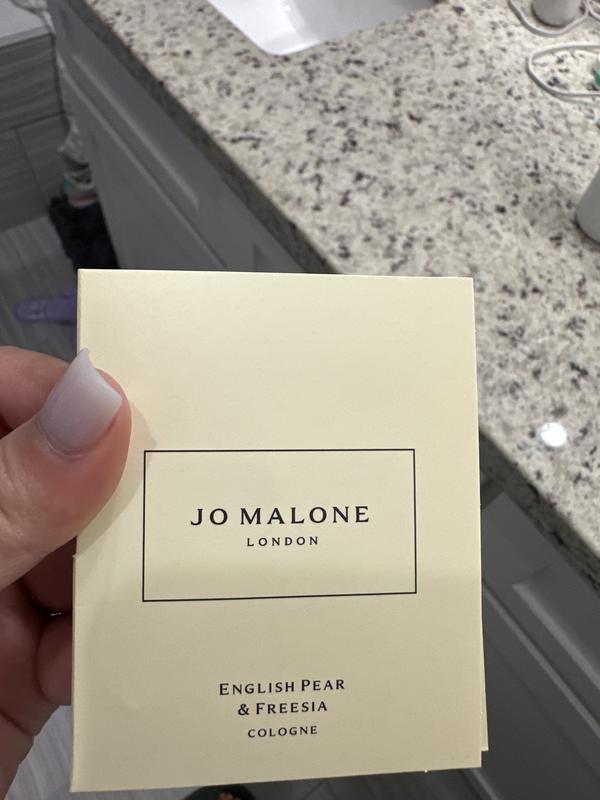 JO MALONE
LONDON
ENGLISH PEAR
& FREESIA
COLOGNE